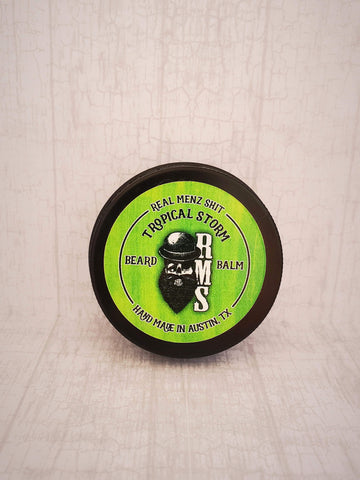 REAL MENZ SHIT
TROPICAL STORM
BEARD BALM
RMS
HAND MADE IN AUSTIN, TX